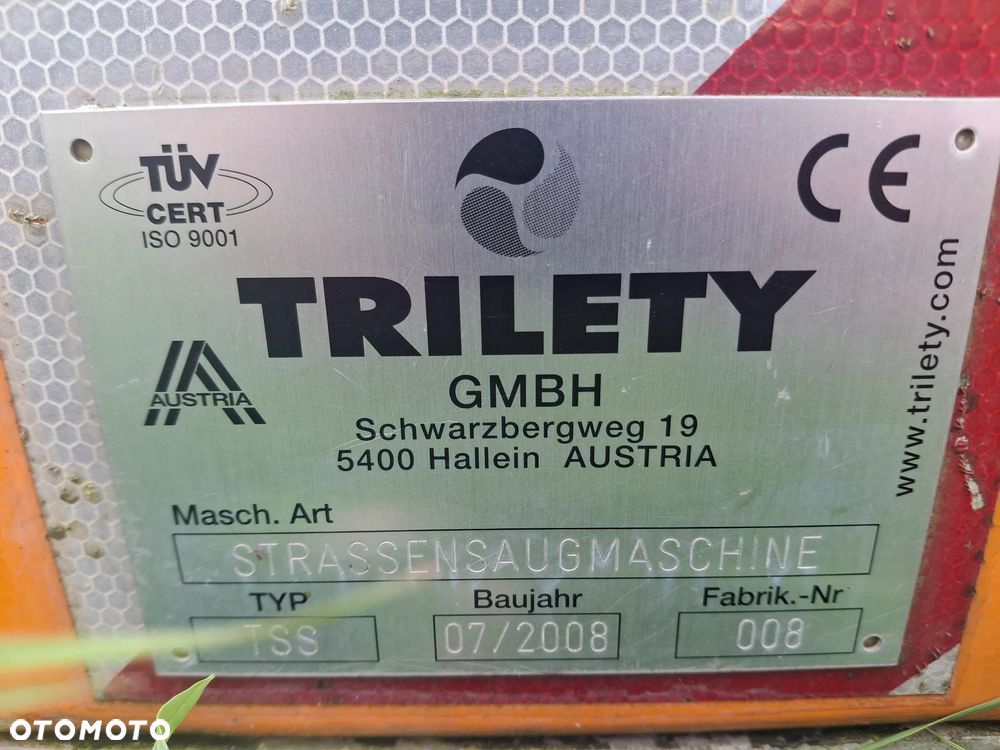 TÜV
CERT
ISO 9001
CE
TRILETY
GMBH
Schwarzbergweg 19
5400 Hallein AUSTRIA
AUSTRIA
www.trilety.com
Masch. Art
STRASSENSAUGMASCHINE
TYP Baujahr Fabrik.-Nr
TSS 07/2008 008
OTOMOTO